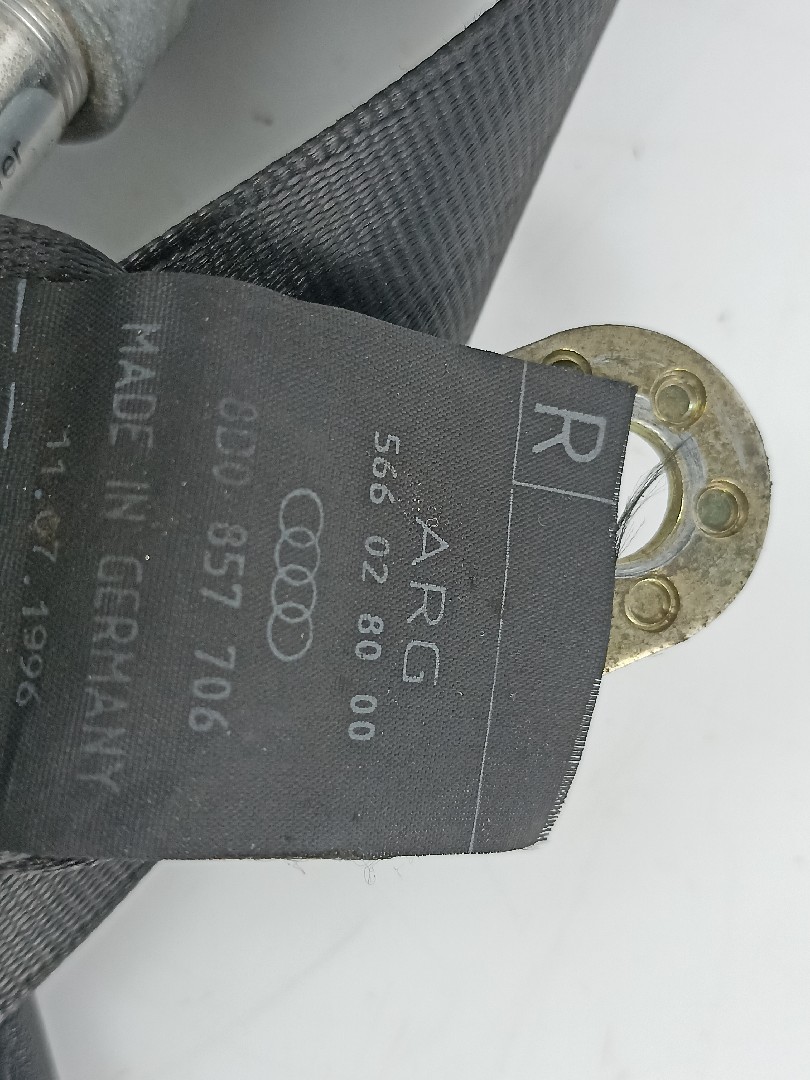 R
ARG
566 02 80 00
8D0 857 706
MADE IN GERMANY
11.07.1996